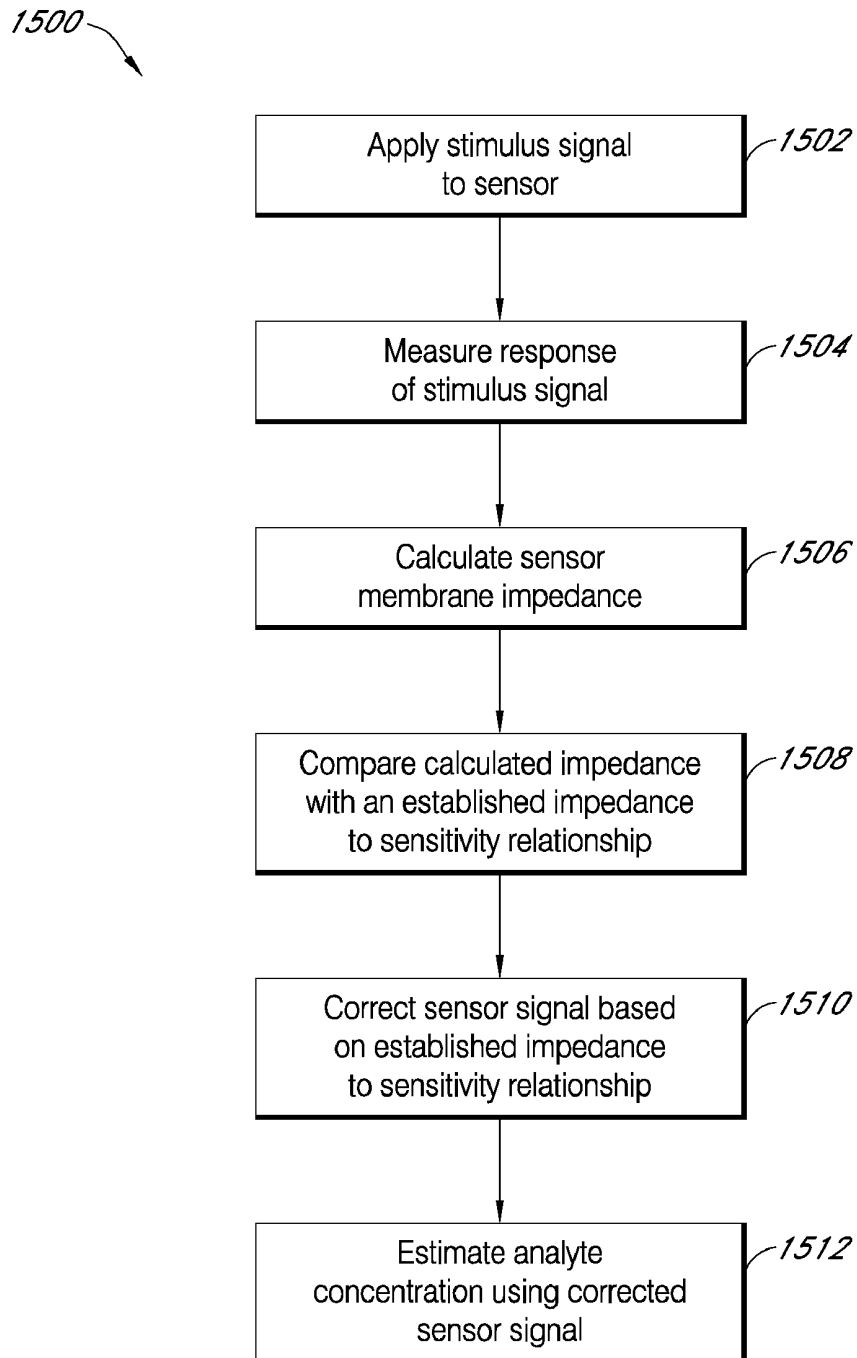 1500
Apply stimulus signal
to sensor
1502
Measure response
of stimulus signal
1504
Calculate sensor
membrane impedance
1506
Compare calculated impedance
with an established impedance
to sensitivity relationship
1508
Correct sensor signal based
on established impedance
to sensitivity relationship
1510
Estimate analyte
concentration using corrected
sensor signal
1512